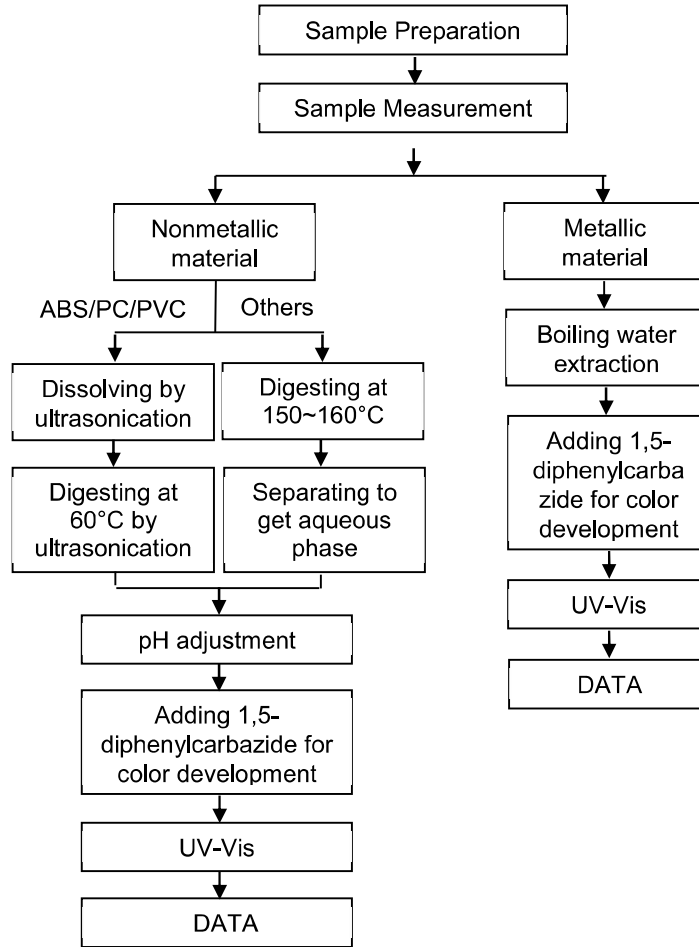 Sample Preparation
Sample Measurement
Nonmetallic
material
ABS/PC/PVC
Others
Dissolving by
ultrasonication
Digesting at
150~160°C
Digesting at
60°C by
ultrasonication
Separating to
get aqueous
phase
pH adjustment
Adding 1,5-
diphenylcarbazide for
color development
UV-Vis
DATA
Metallic
material
Boiling water
extraction
Adding 1,5-
diphenylcarba
zide for color
development
UV-Vis
DATA